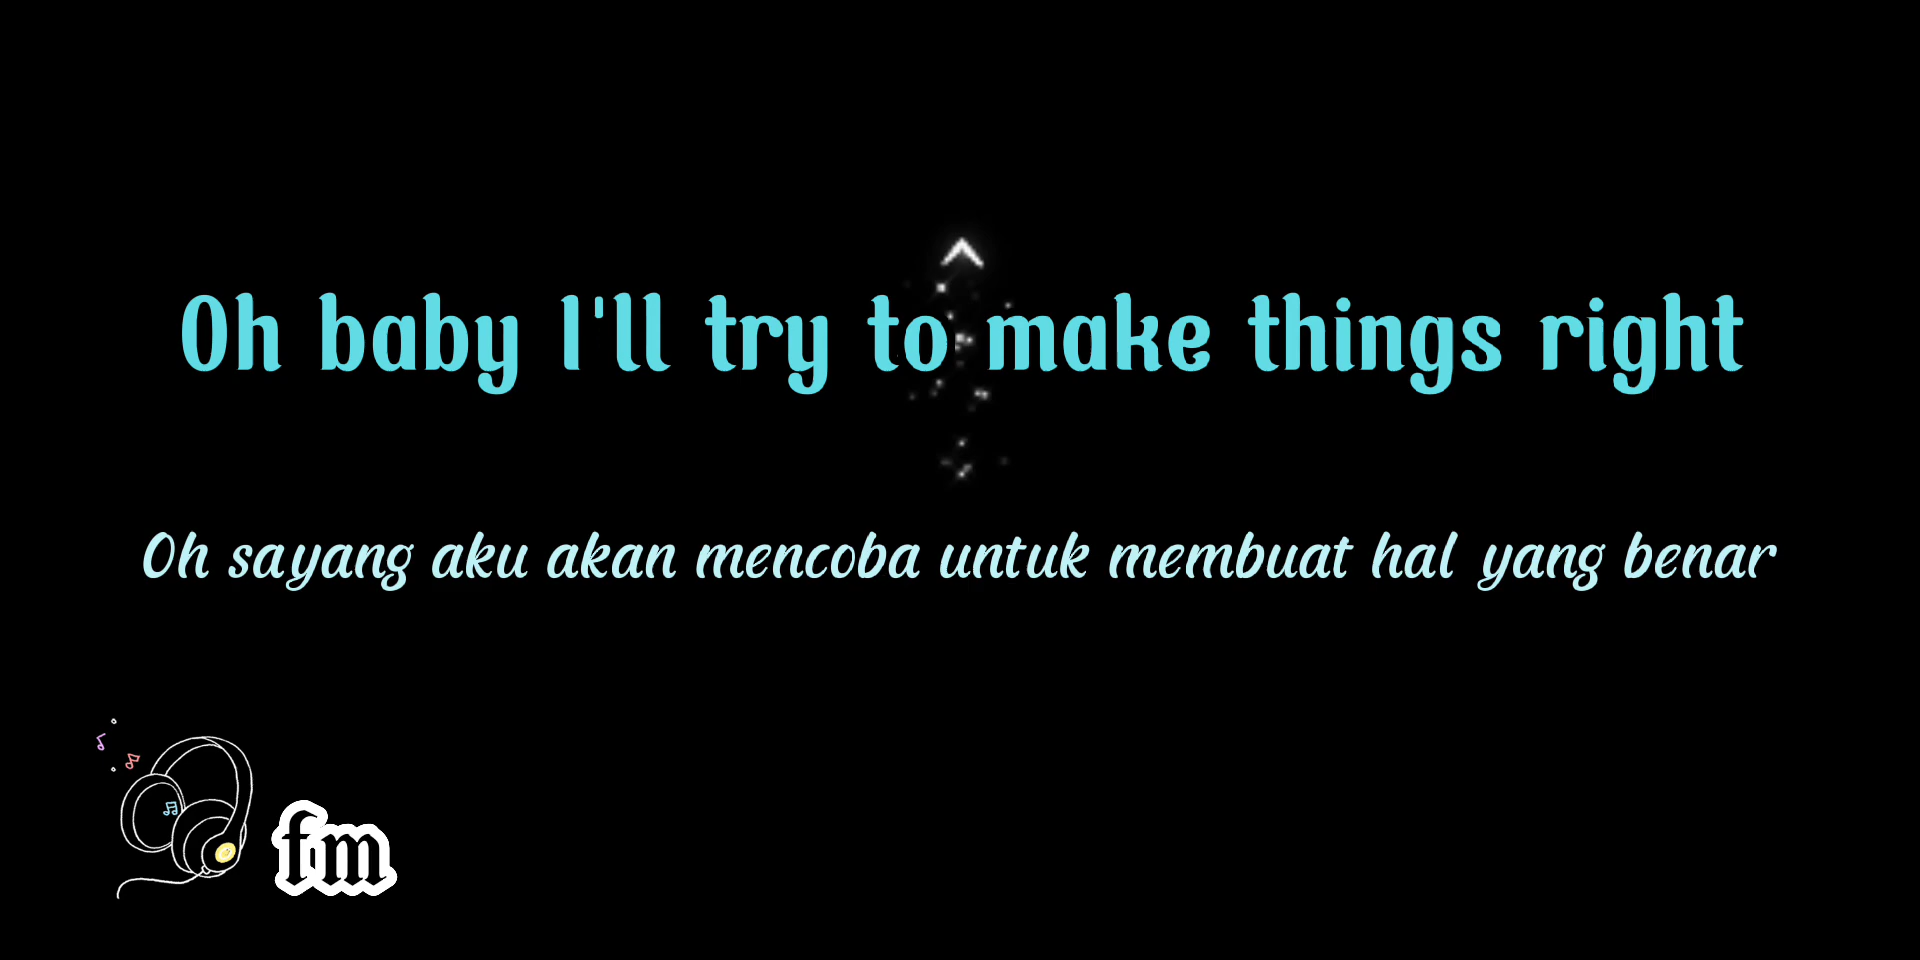 Oh baby I'll try to make things right
Oh sayang aku akan mencoba untuk membuat hal yang benar
fm